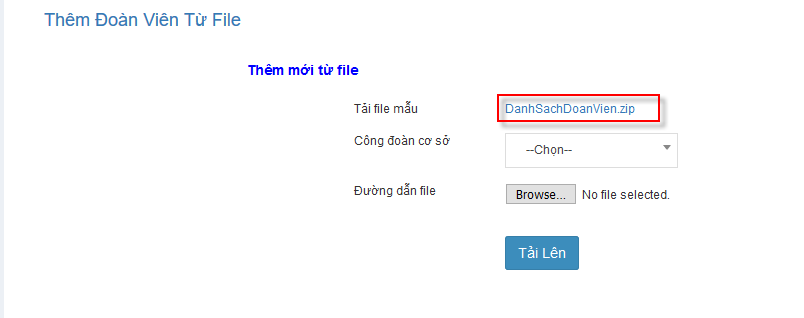 Thêm Đoàn Viên Từ File
Thêm mới từ file
Tải file mẫu DanhSachDoanVien.zip
Công đoàn cơ sở --Chọn--
Đường dẫn file Browse... No file selected.
Tải Lên